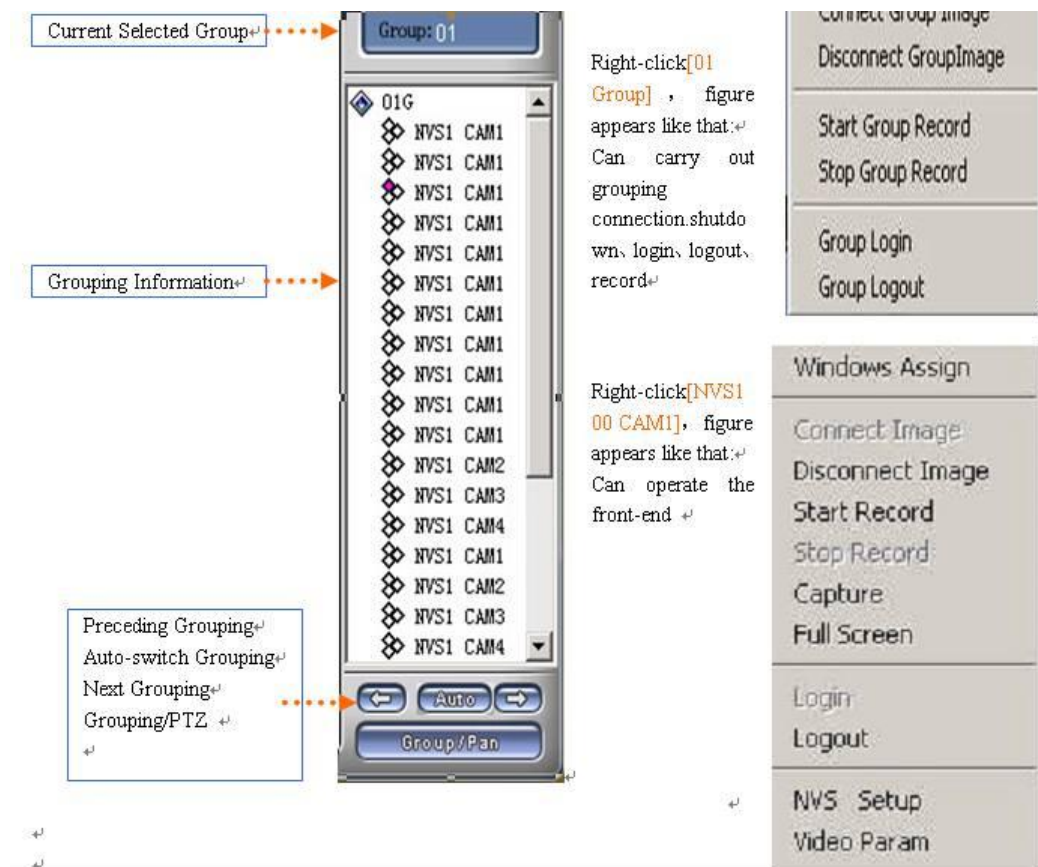 Current Selected Group
Group: 01
01G
NVS1 CAM1
NVS1 CAM1
NVS1 CAM1
NVS1 CAM1
NVS1 CAM1
NVS1 CAM1
NVS1 CAM1
NVS1 CAM1
NVS1 CAM1
NVS1 CAM1
NVS1 CAM1
NVS1 CAM2
NVS1 CAM3
NVS1 CAM4
NVS1 CAM1
NVS1 CAM2
NVS1 CAM3
NVS1 CAM4
Auto
Group/Pan
Grouping Information
Preceding Grouping
Auto-switch Grouping
Next Grouping
Grouping/PTZ
Right-click[01
Group] ， figure
appears like that:
Can carry out
grouping
connection.shutdo
wn、login、logout、
record
Connect Group Image
Disconnect GroupImage
Start Group Record
Stop Group Record
Group Login
Group Logout
Right-click[NVS1
00 CAM1]， figure
appears like that:
Can operate the
front-end
Windows Assign
Connect Image
Disconnect Image
Start Record
Stop Record
Capture
Full Screen
Login
Logout
NVS Setup
Video Param